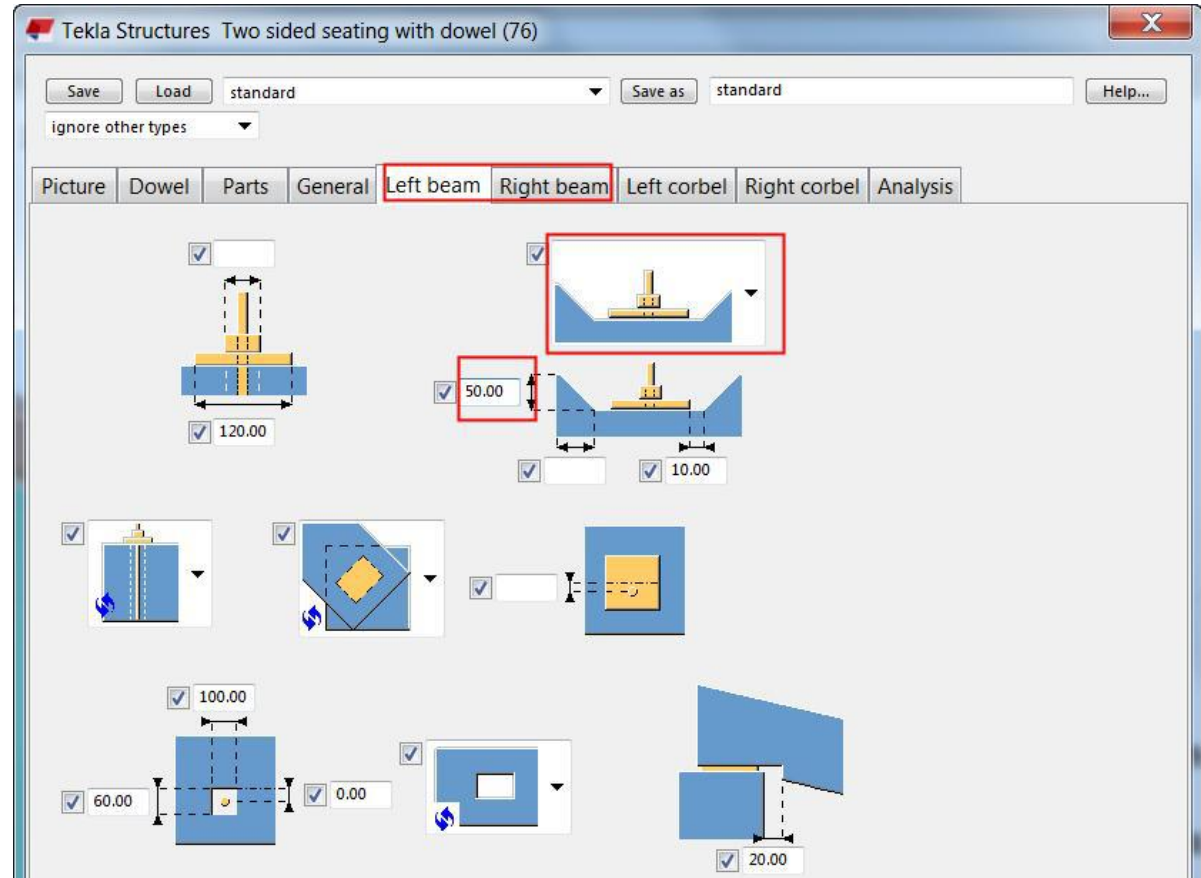 Tekla Structures Two sided seating with dowel (76)
X
Save Load standard Save as standard Help...
ignore other types
Picture Dowel Parts General Left beam Right beam Left corbel Right corbel Analysis
50.00
120.00
10.00
100.00
60.00
0.00
20.00